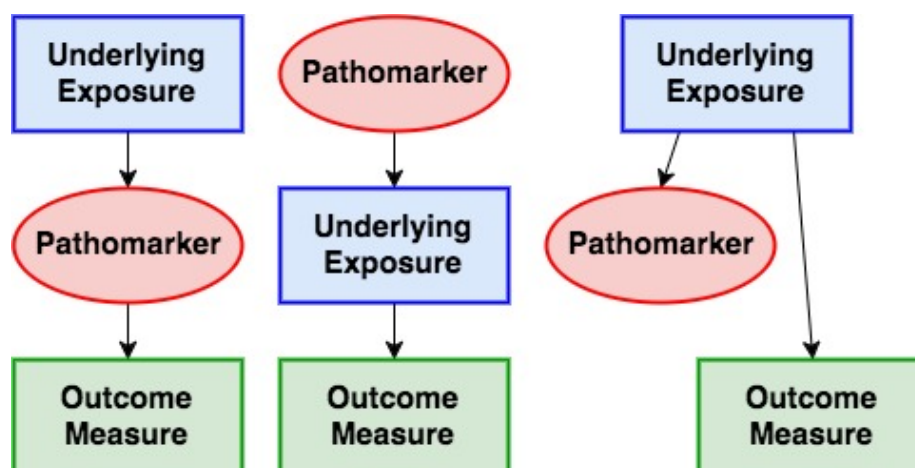 Underlying
Exposure
Pathomarker
Outcome
Measure
Pathomarker
Underlying
Exposure
Outcome
Measure
Underlying
Exposure
Pathomarker
Outcome
Measure